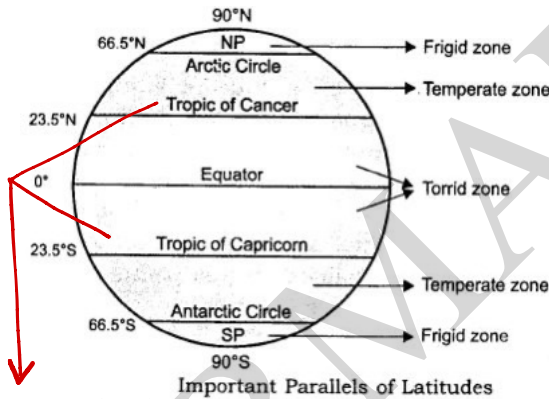 90°N
66.5°N NP Frigid zone
Arctic Circle
Temperate zone
Tropic of Cancer
23.5°N
Equator
0° Torrid zone
Tropic of Capricorn
23.5°S
Temperate zone
Antarctic Circle
66.5°S SP Frigid zone
90°S
Important Parallels of Latitudes